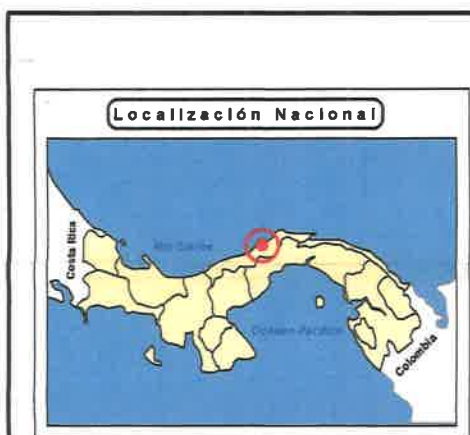 Localización Nacional
Costa Rica
Mar Caribe
Océano Pacífico
Colombia